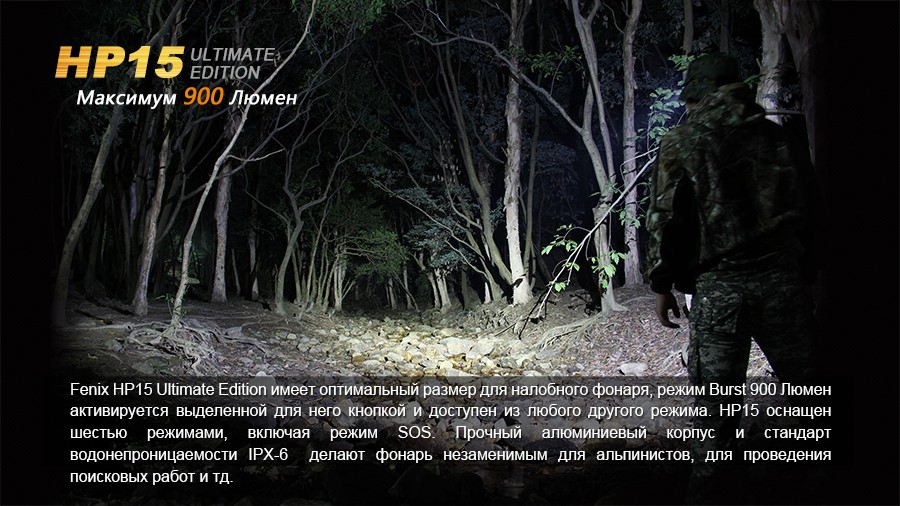 HP15 ULTIMATE
EDITION
Максимум 900 Люмен
Fenix HP15 Ultimate Edition имеет оптимальный размер для налобного фонаря, режим Burst 900 Люмен
активируется выделенной для него кнопкой и доступен из любого другого режима. HP15 оснащен
шестью режимами, включая режим SOS. Прочный алюминиевый корпус и стандарт
водонепроницаемости IPX-6 делают фонарь незаменимым для альпинистов, для проведения
поисковых работ и тд.